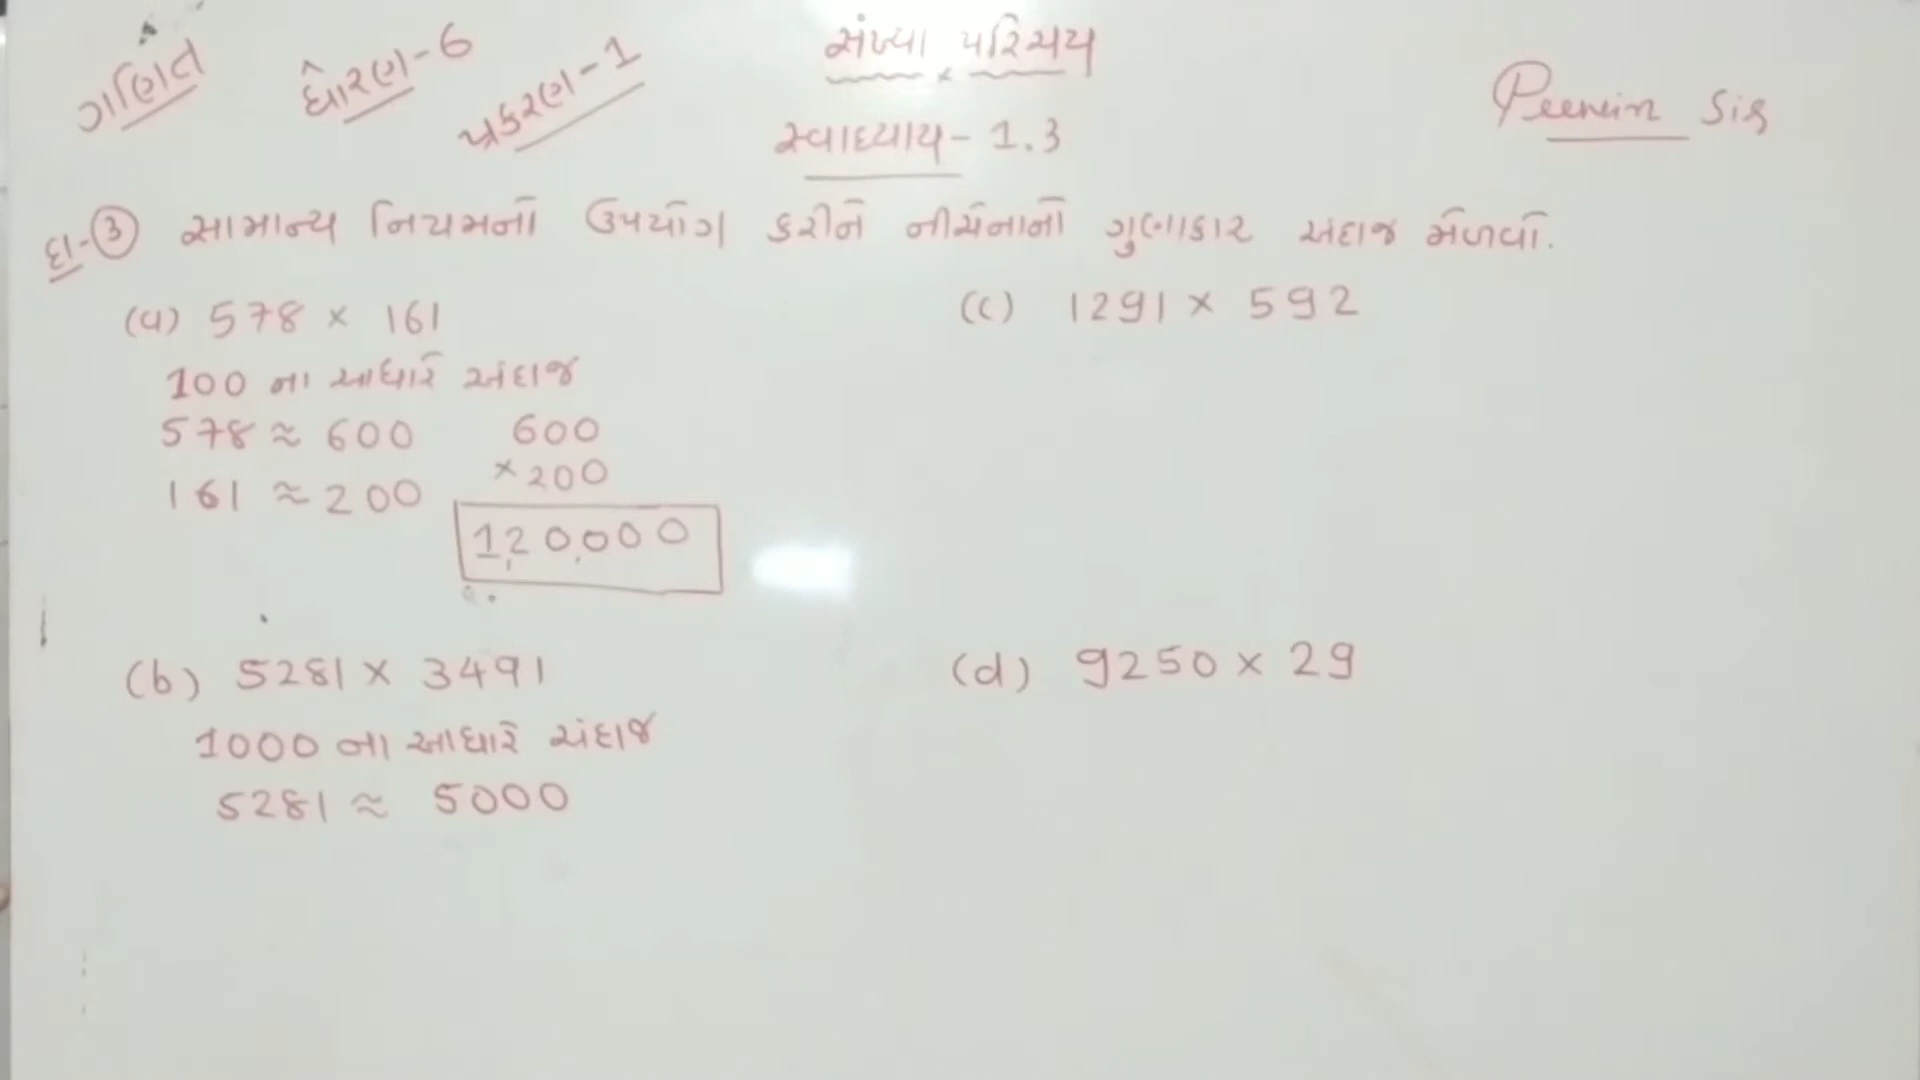 ગણિત
ધોરણ-6
પ્રકરણ-1
સંખ્યા પરિચય
સ્વાધ્યાય- 1.3
Sir
દા-③ સામાન્ય નિયમનો ઉપયોગ કરીને નીચેનાનો ગુણાકાર અંદાજ મેળવો.
(a) 578 × 161
100 ના આધારે અંદાજ
578 ≈ 600
161 ≈ 200
600
×200
1,20,000
(b) 5281 × 3491
1000 ના આધારે અંદાજ
5281 ≈ 5000
(c) 1291 × 592
(d) 9250 × 29